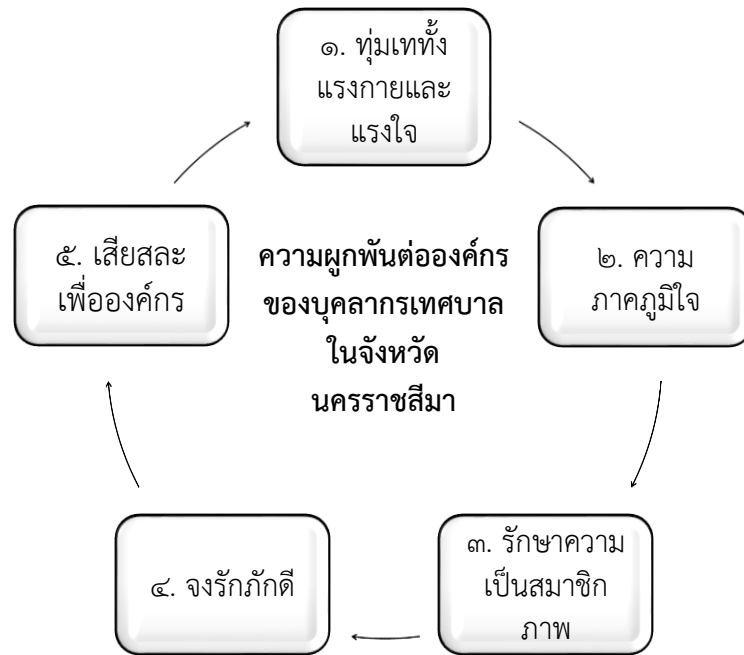 ๑. ทุ่มเททั้ง
แรงกายและ
แรงใจ
๕. เสียสละ
เพื่อองค์กร
ความผูกพันต่อองค์กร
ของบุคลากรเทศบาล
ในจังหวัด
นครราชสีมา
๒. ความ
ภาคภูมิใจ
๔. จงรักภักดี
๓. รักษาความ
เป็นสมาชิก
ภาพ